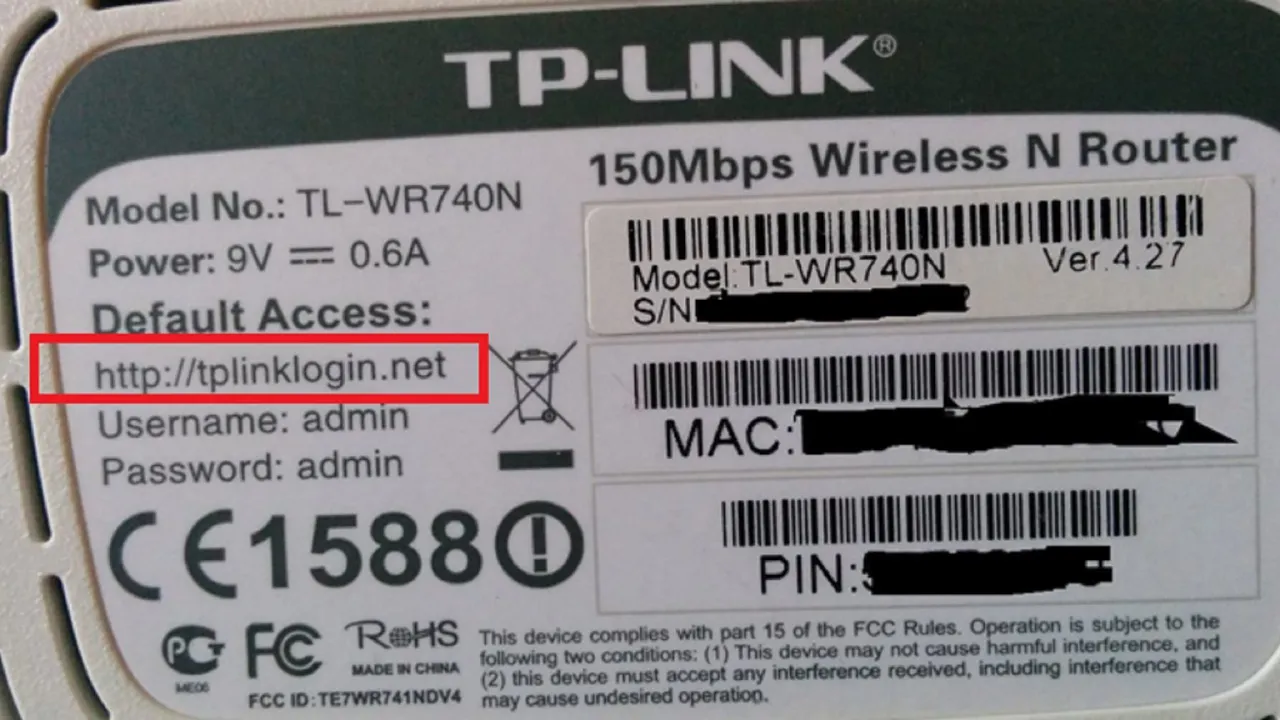 TP-LINK®
150Mbps Wireless N Router
Model No.: TL-WR740N
Power: 9V 0.6A
Default Access:
http://tplinklogin.net
Username: admin
Password: admin
CE1588
Model:TL-WR740N Ver.4.27
S/N
MAC:
PIN:
PG
ME06
FC
RoHS
MADE IN CHINA
FCC ID:TE7WR741NDV4
This device complies with part 15 of the FCC Rules. Operation is subject to the
following two conditions: (1) This device may not cause harmful interference, and
(2) this device must accept any interference received, including interference that
may cause undesired operation.